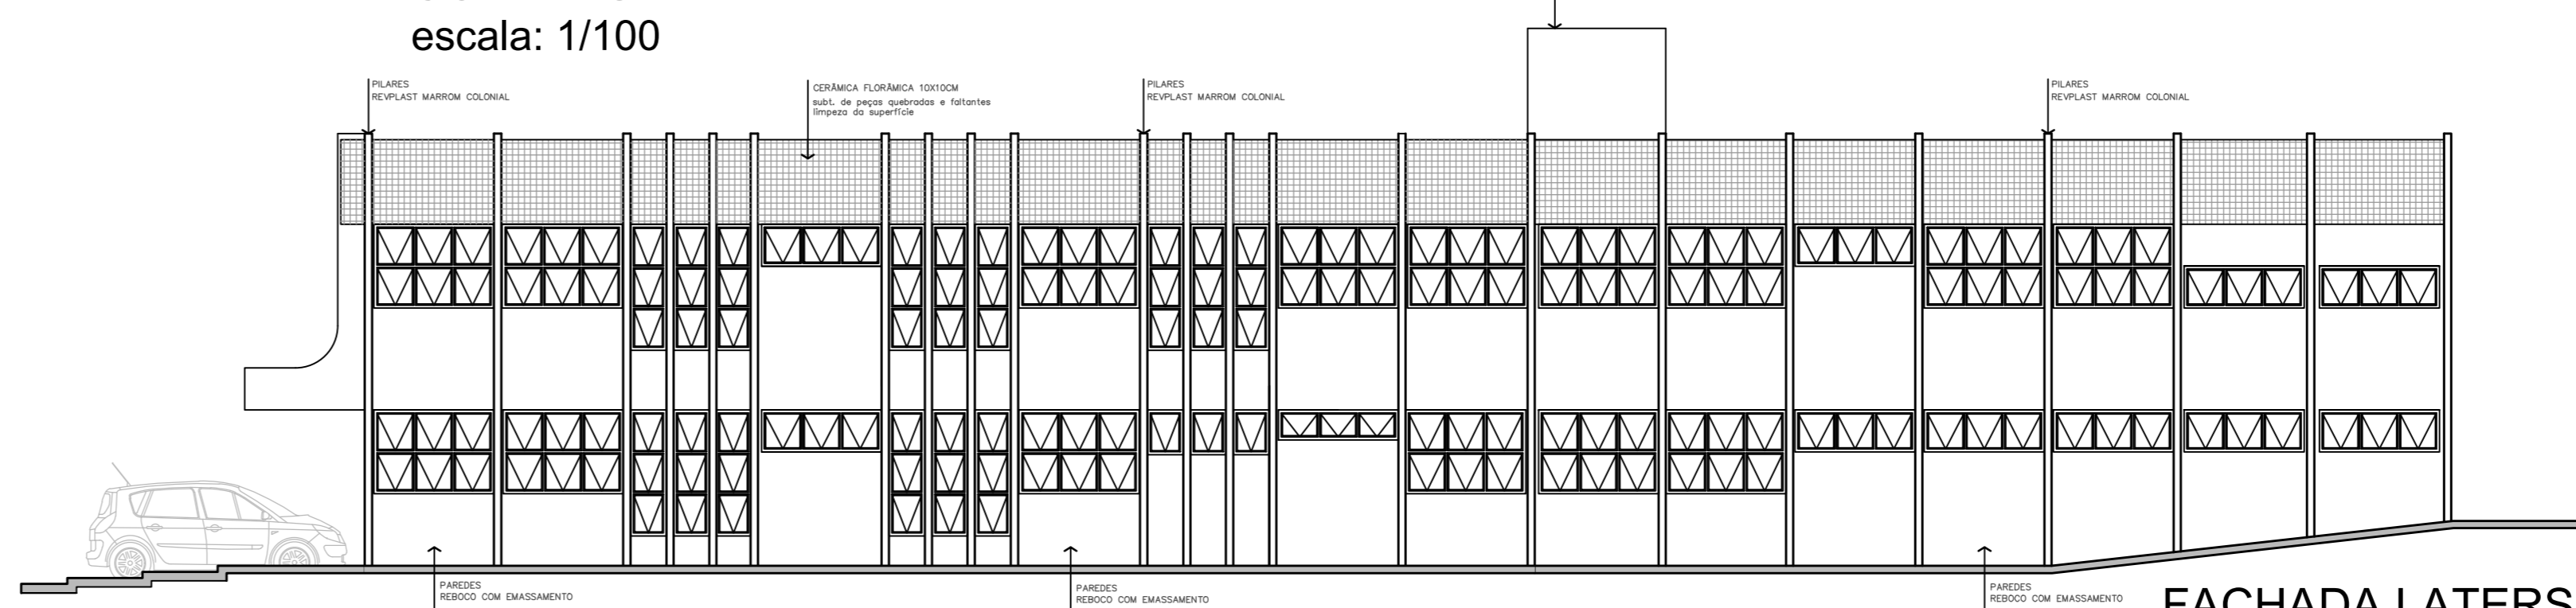 escala: 1/100
PILARES
REVPLAST MARROM COLONIAL
CERÂMICA FLORÂMICA 10X10CM
subt. de peças quebradas e faltantes
limpeza da superfície
PILARES
REVPLAST MARROM COLONIAL
PILARES
REVPLAST MARROM COLONIAL
PAREDES
REBOCO COM EMASSAMENTO
PAREDES
REBOCO COM EMASSAMENTO
PAREDES
REBOCO COM EMASSAMENTO
FACHADA